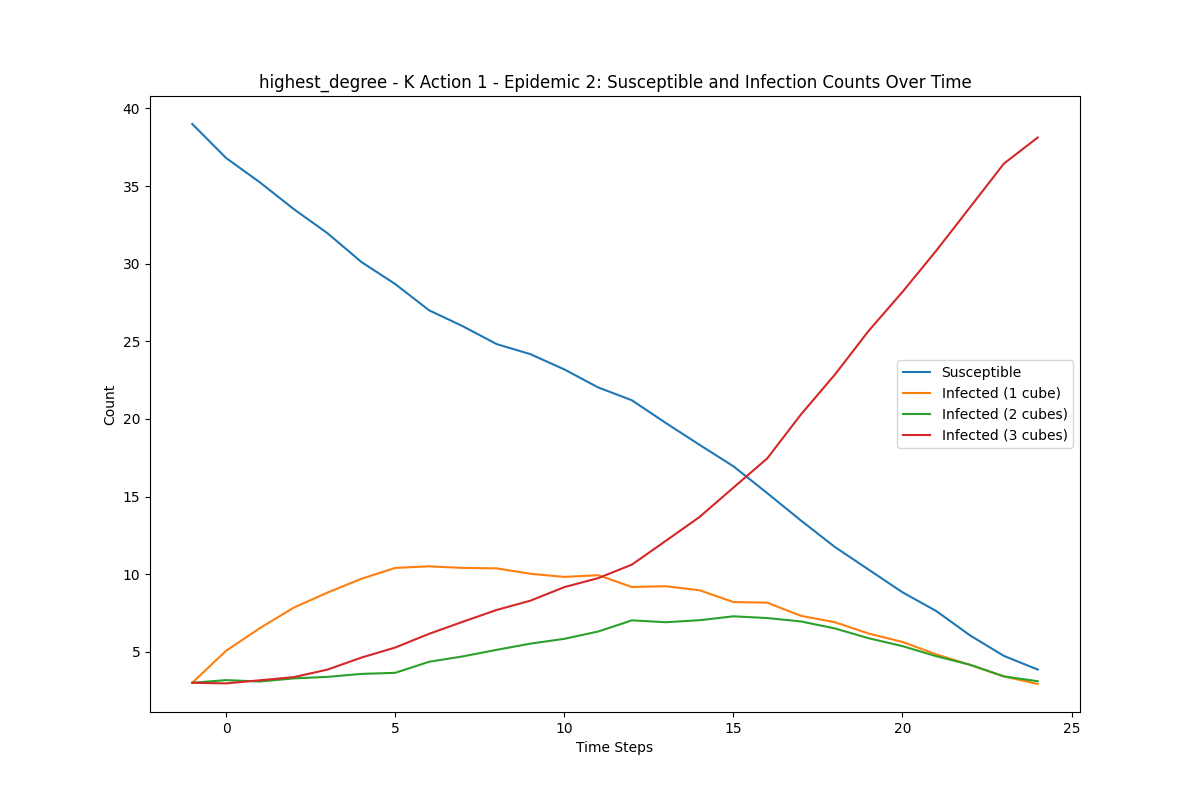 highest_degree - K Action 1 - Epidemic 2: Susceptible and Infection Counts Over Time
40
35
30
25
20
15
10
5
Count
Susceptible
Infected (1 cube)
Infected (2 cubes)
Infected (3 cubes)
0 5 10 15 20 25
Time Steps